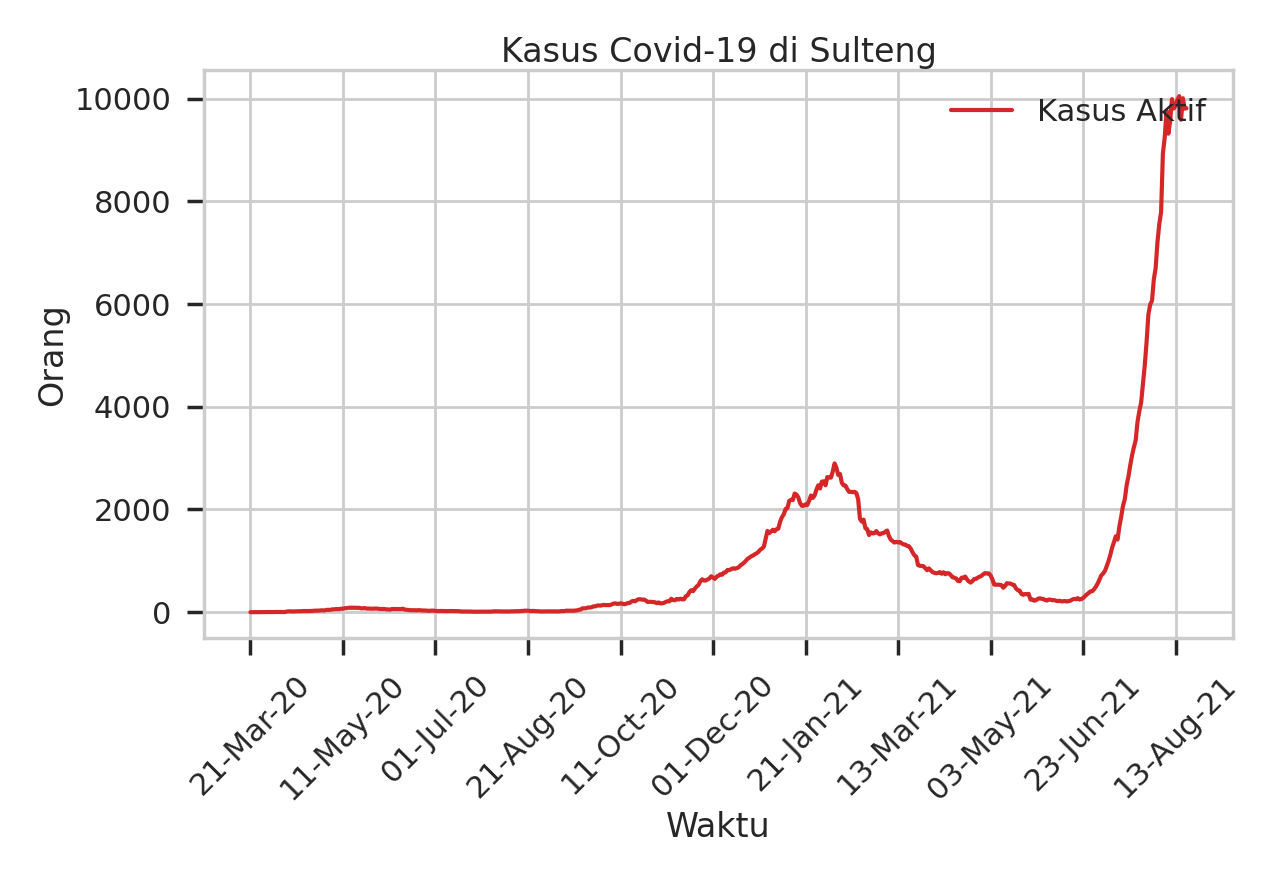 Kasus Covid-19 di Sulteng
Kasus Aktif
10000
8000
6000
4000
2000
0
Orang
21-Mar-20
11-May-20
01-Jul-20
21-Aug-20
11-Oct-20
01-Dec-20
21-Jan-21
13-Mar-21
03-May-21
23-Jun-21
13-Aug-21
Waktu